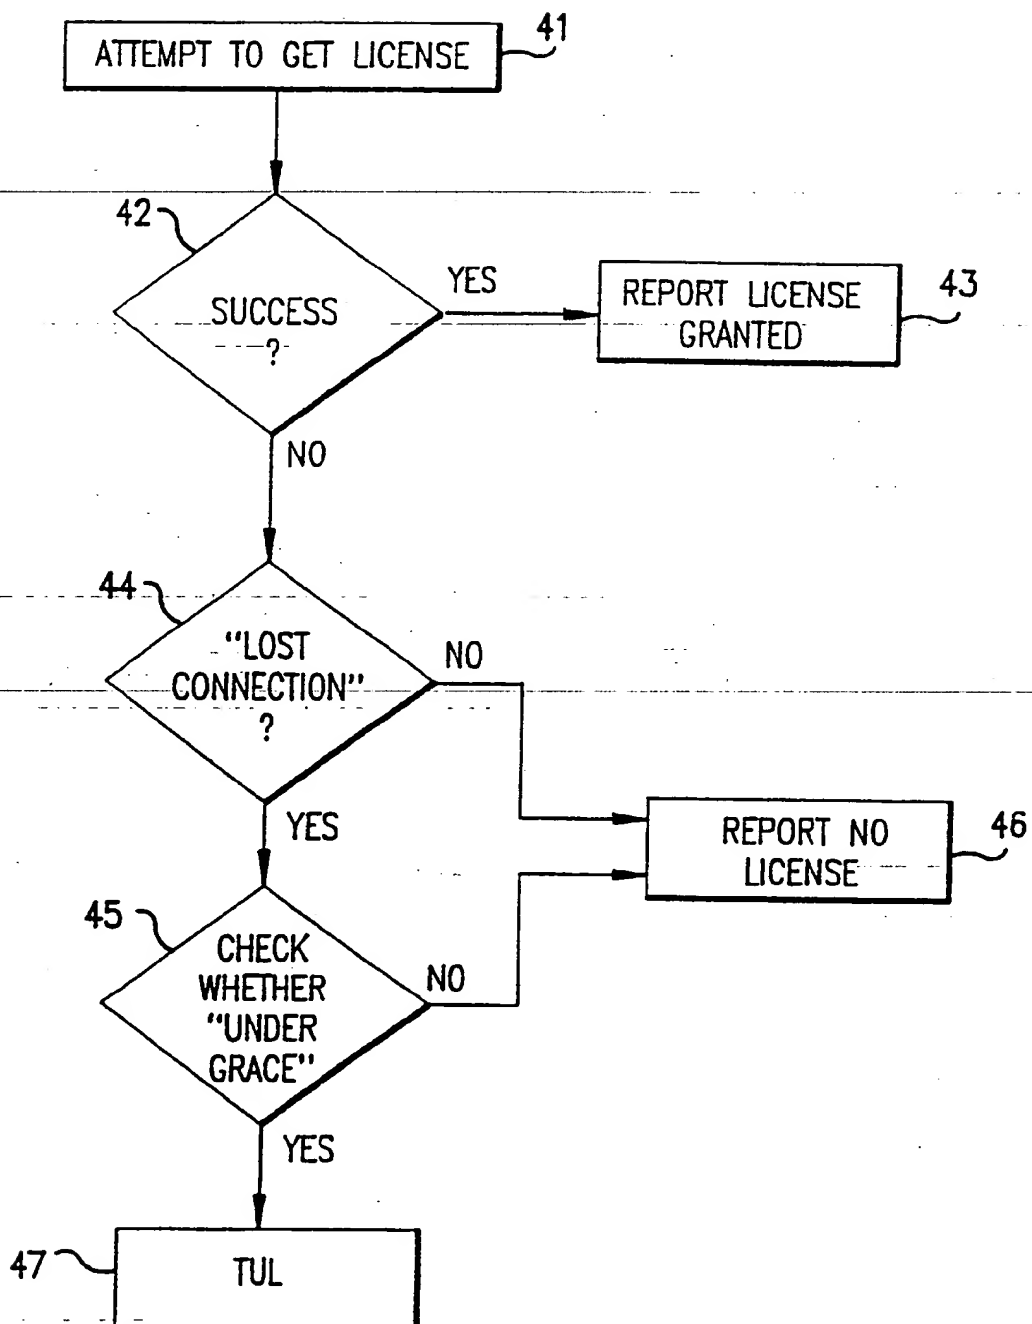 ATTEMPT TO GET LICENSE
41
42
SUCCESS
?
YES
REPORT LICENSE
GRANTED
43
NO
44
"LOST
CONNECTION"
?
NO
YES
REPORT NO
LICENSE
46
45
CHECK
WHETHER
"UNDER
GRACE"
NO
YES
47
TUL